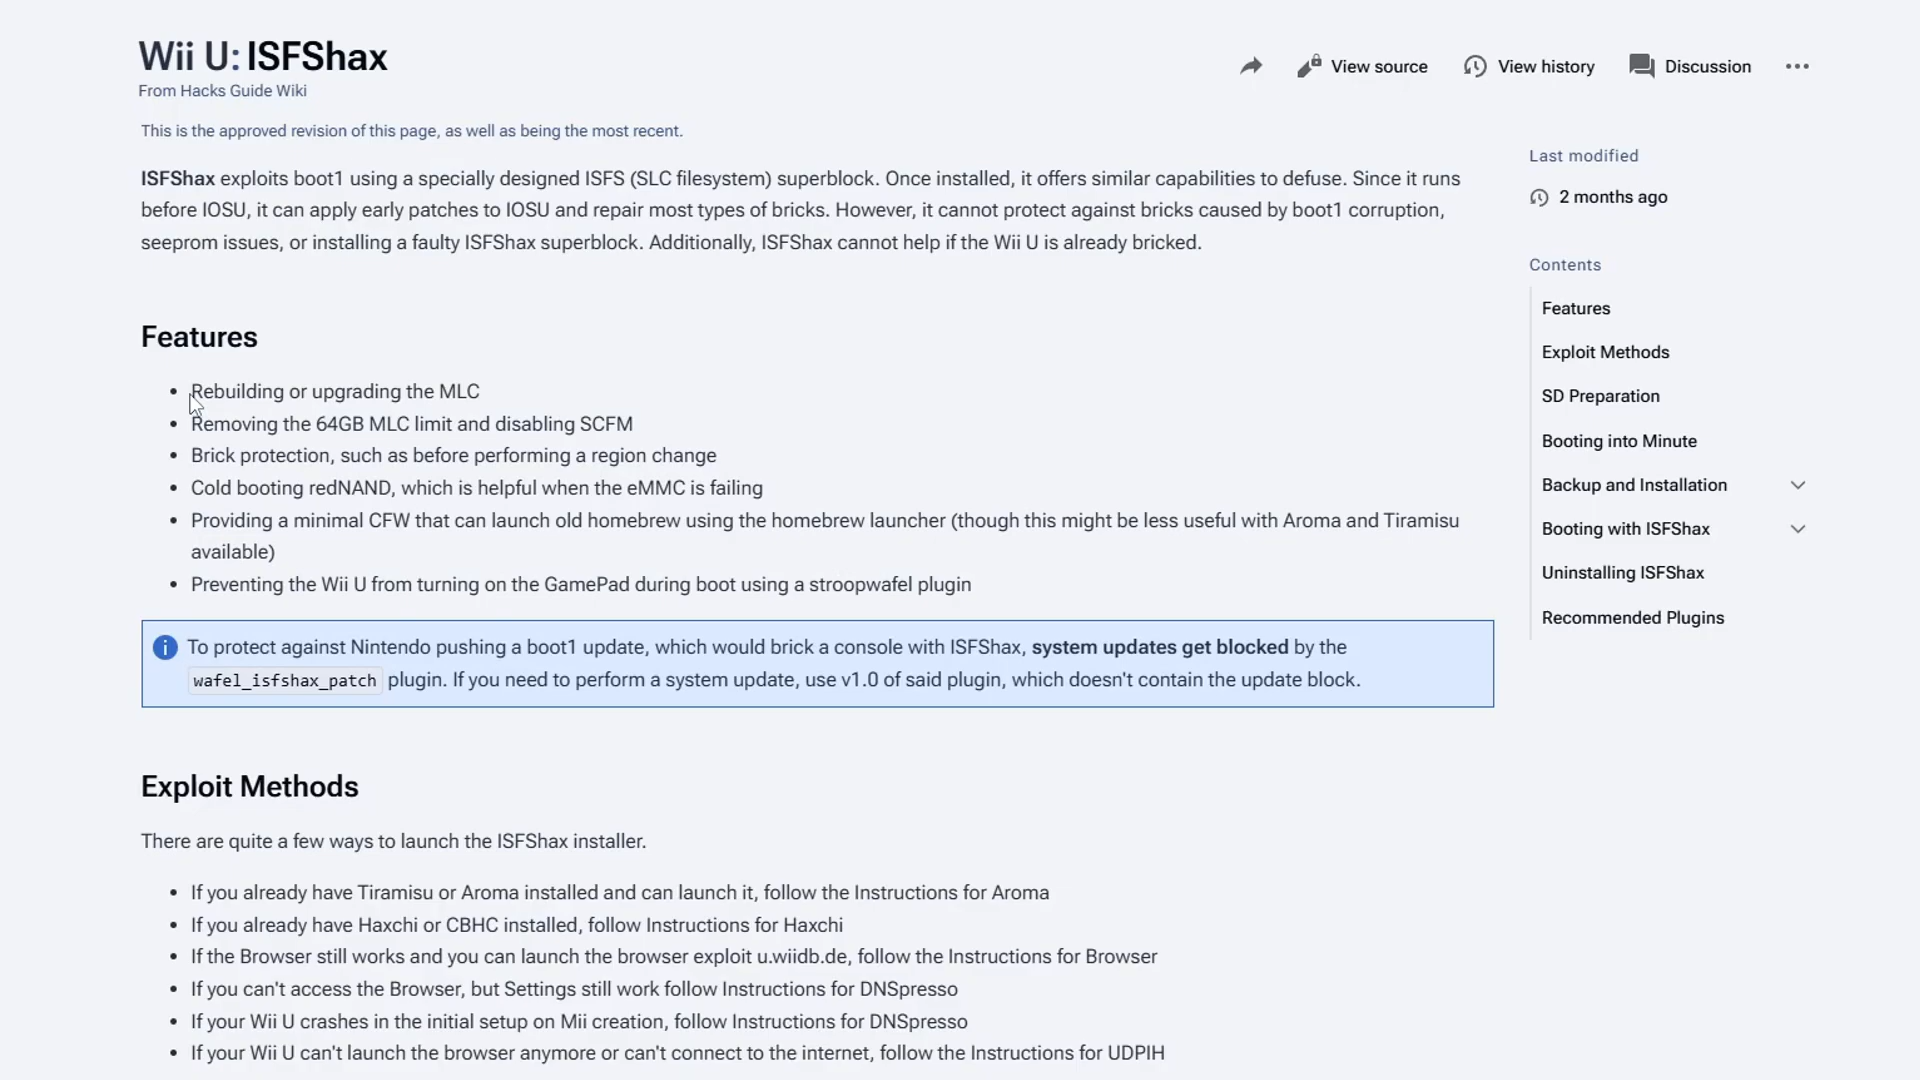 Wii U: ISFShax
From Hacks Guide Wiki
View source
View history
Discussion
This is the approved revision of this page, as well as being the most recent.
ISFShax exploits boot1 using a specially designed ISFS (SLC filesystem) superblock. Once installed, it offers similar capabilities to defuse. Since it runs
before IOSU, it can apply early patches to IOSU and repair most types of bricks. However, it cannot protect against bricks caused by boot1 corruption,
seeprom issues, or installing a faulty ISFShax superblock. Additionally, ISFShax cannot help if the Wii U is already bricked.
Features
Rebuilding or upgrading the MLC
Removing the 64GB MLC limit and disabling SCFM
Brick protection, such as before performing a region change
Cold booting redNAND, which is helpful when the eMMC is failing
Providing a minimal CFW that can launch old homebrew using the homebrew launcher (though this might be less useful with Aroma and Tiramisu
available)
Preventing the Wii U from turning on the GamePad during boot using a stroopwafel plugin
To protect against Nintendo pushing a boot1 update, which would brick a console with ISFShax, system updates get blocked by the
wafel_isfshax_patch plugin. If you need to perform a system update, use v1.0 of said plugin, which doesn't contain the update block.
Exploit Methods
There are quite a few ways to launch the ISFShax installer.
If you already have Tiramisu or Aroma installed and can launch it, follow the Instructions for Aroma
If you already have Haxchi or CBHC installed, follow Instructions for Haxchi
If the Browser still works and you can launch the browser exploit u.wiidb.de, follow the Instructions for Browser
If you can't access the Browser, but Settings still work follow Instructions for DNSpresso
If your Wii U crashes in the initial setup on Mii creation, follow Instructions for DNSpresso
If your Wii U can't launch the browser anymore or can't connect to the internet, follow the Instructions for UDPIH
Last modified
2 months ago
Contents
Features
Exploit Methods
SD Preparation
Booting into Minute
Backup and Installation
Booting with ISFShax
Uninstalling ISFShax
Recommended Plugins